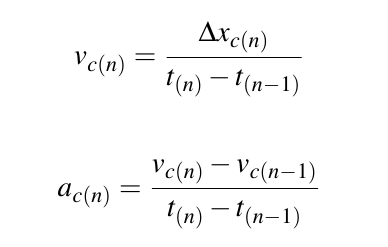 v_{c(n)} = \frac{\Delta x_{c(n)}}{t_{(n)} - t_{(n-1)}}
a_{c(n)} = \frac{v_{c(n)} - v_{c(n-1)}}{t_{(n)} - t_{(n-1)}}